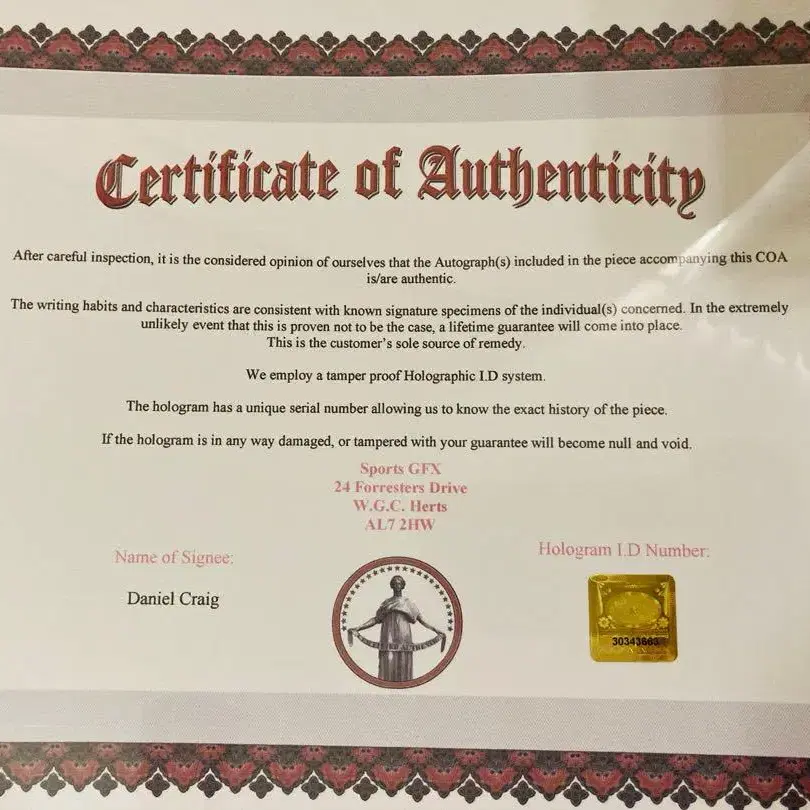 Certificate of Authenticity
After careful inspection, it is the considered opinion of ourselves that the Autograph(s) included in the piece accompanying this COA
is/are authentic.
The writing habits and characteristics are consistent with known signature specimens of the individual(s) concerned. In the extremely
unlikely event that this is proven not to be the case, a lifetime guarantee will come into place.
This is the customer's sole source of remedy.
We employ a tamper proof Holographic I.D system.
The hologram has a unique serial number allowing us to know the exact history of the piece.
If the hologram is in any way damaged, or tampered with your guarantee will become null and void.
Sports GFX
24 Forresters Drive
W.G.C. Herts
AL7 2HW
Name of Signee:
Hologram I.D Number:
Daniel Craig